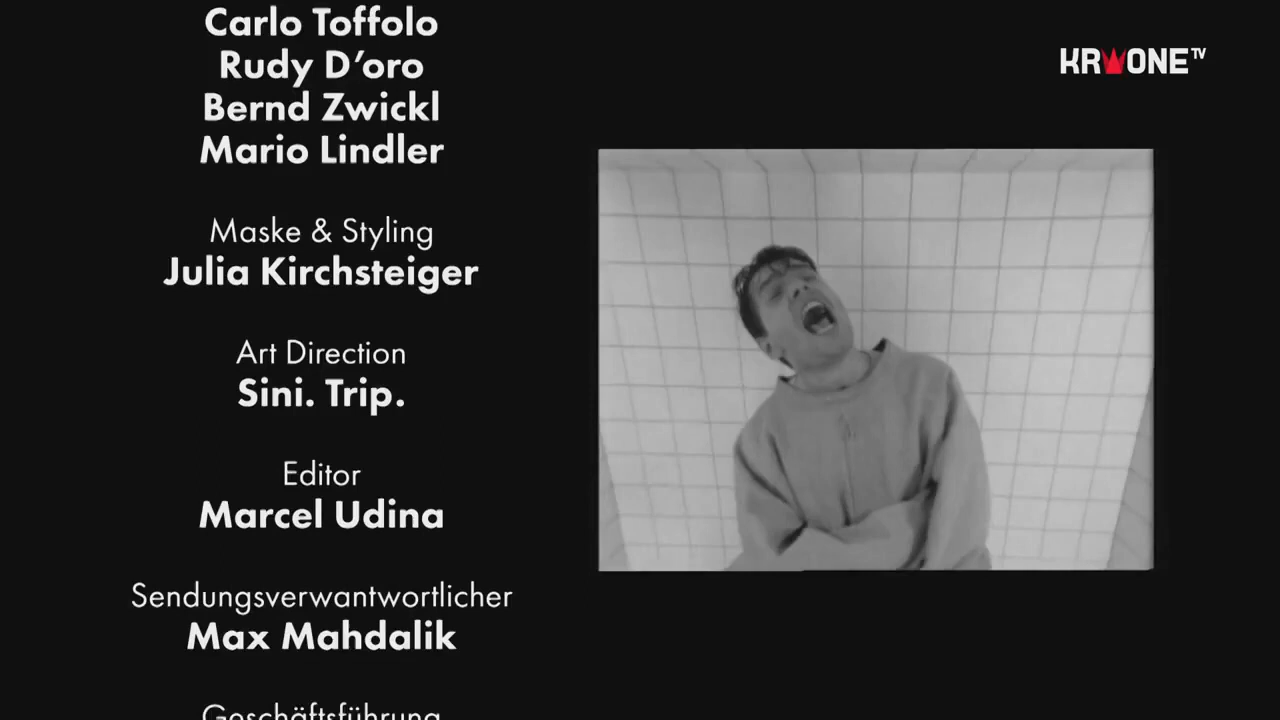 Carlo Toffolo
Rudy D’oro
Bernd Zwickl
Mario Lindler
Maske & Styling
Julia Kirchsteiger
Art Direction
Sini. Trip.
Editor
Marcel Udina
Sendungsverwantwortlicher
Max Mahdalik
Geschäftsführung
KRONE TV